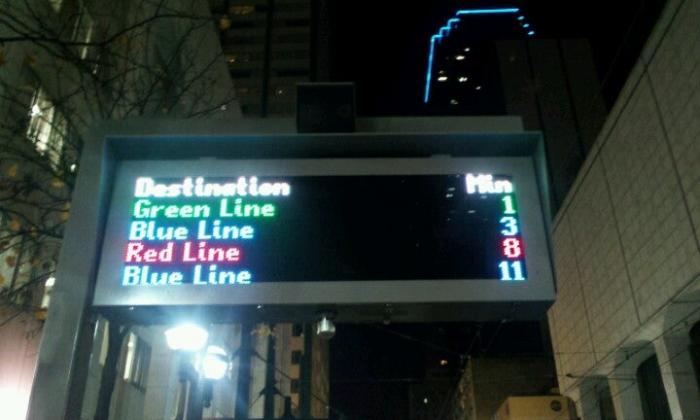 Destination Min
Green Line 1
Blue Line 3
Red Line 8
Blue Line 11